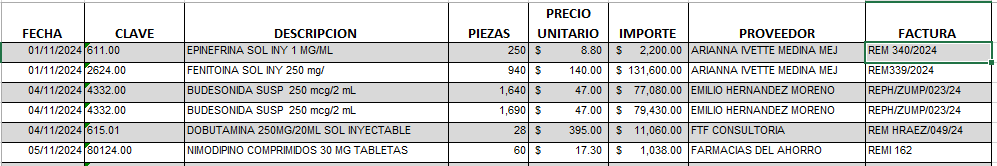 FECHA CLAVE DESCRIPCION PIEZAS PRECIO UNITARIO IMPORTE PROVEEDOR FACTURA
01/11/2024 611.00 EPINEFRINA SOL INY 1 MG/ML 250 $ 8.80 $ 2,200.00 ARIANNA IVETTE MEDINA MEJ REM 340/2024
01/11/2024 2624.00 FENITOINA SOL INY 250 mg/ 940 $ 140.00 $ 131,600.00 ARIANNA IVETTE MEDINA MEJ REM339/2024
04/11/2024 4332.00 BUDESONIDA SUSP 250 mcg/2 mL 1,640 $ 47.00 $ 77,080.00 EMILIO HERNANDEZ MORENO REPH/ZUMP/023/24
04/11/2024 4332.00 BUDESONIDA SUSP 250 mcg/2 mL 1,690 $ 47.00 $ 79,430.00 EMILIO HERNANDEZ MORENO REPH/ZUMP/023/24
04/11/2024 615.01 DOBUTAMINA 250MG/20ML SOL INYECTABLE 28 $ 395.00 $ 11,060.00 FTF CONSULTORIA REM HRAEZ/049/24
05/11/2024 80124.00 NIMODIPINO COMPRIMIDOS 30 MG TABLETAS 60 $ 17.30 $ 1,038.00 FARMACIAS DEL AHORRO REMI 162